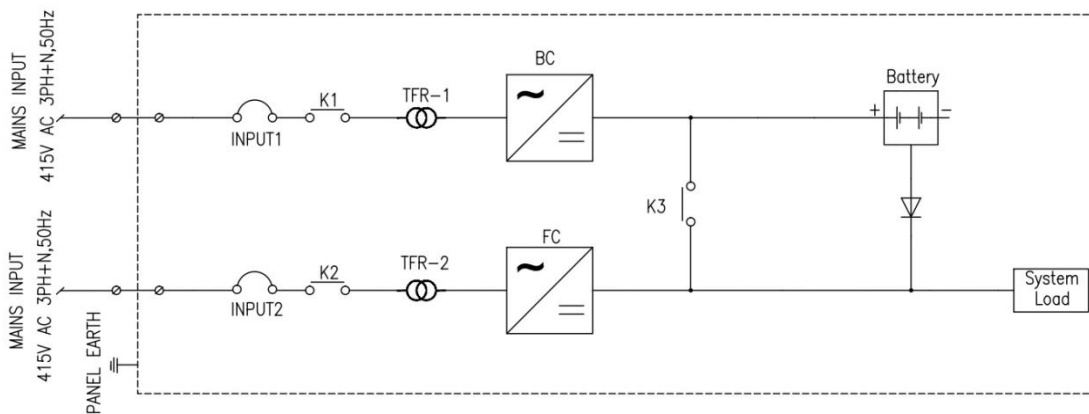 MAINS INPUT
415V AC 3PH+N,50Hz
INPUT1
K1
TFR-1
BC
Battery
+
−
K3
MAINS INPUT
415V AC 3PH+N,50Hz
INPUT2
K2
TFR-2
FC
System
Load
PANEL EARTH